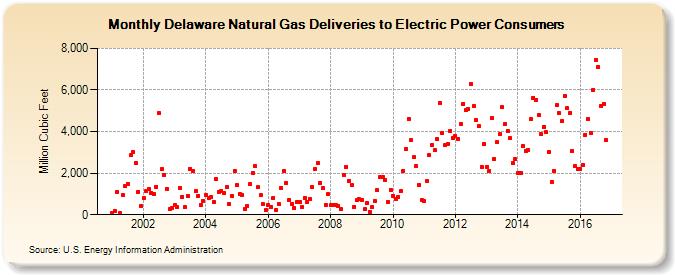 Monthly Delaware Natural Gas Deliveries to Electric Power Consumers
Million Cubic Feet
8,000
6,000
4,000
2,000
0
2002 2004 2006 2008 2010 2012 2014 2016
Source: U.S. Energy Information Administration